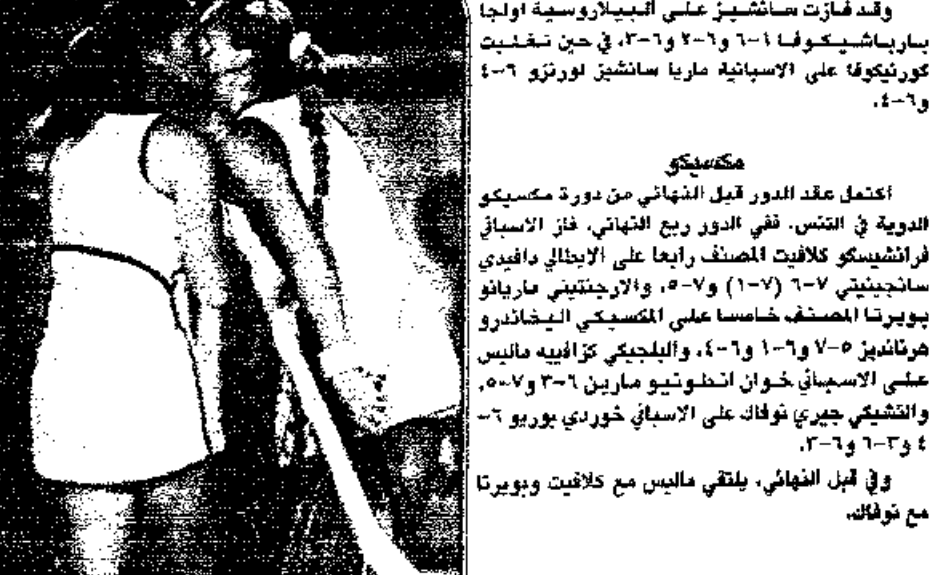 وقد فازت سانشيز على البيلاروسية اولجا
بارباشيكوفا ١-٦ و٦-٢ و٦-٣، في حين تغلبت
كورنيكوفا على الاسبانية ماريا سانشيز لورنزو ٦-٤
و٦-٤.
مكسيكو
اكتمل عقد الدور قبل النهائي من دورة مكسيكو
الدوية في التنس. ففي الدور ربع النهائي، فاز الاسباني
فرانشيسكو كلافيت المصنف رابعا على الايطالي دافيدي
سانجينيتي ٧-٦ (٧-١) و٧-٥، والارجنتيني ماريانو
بويرتا المصنف خامسا على المكسيكي اليخاندرو
هرنانديز ٥-٧ و٦-١ و٦-٤، والبلجيكي كزافييه ماليس
على الاسباني خوان انطونيو مارين ٦-٣ و٧-٥،
والتشيكي جيري نوفاك على الاسباني خوردي بوريو ٦-
٤ و٣-٦ و٦-٣.
وفي قبل النهائي، يلتقي ماليس مع كلافيت وبويرتا
مع نوفاك.